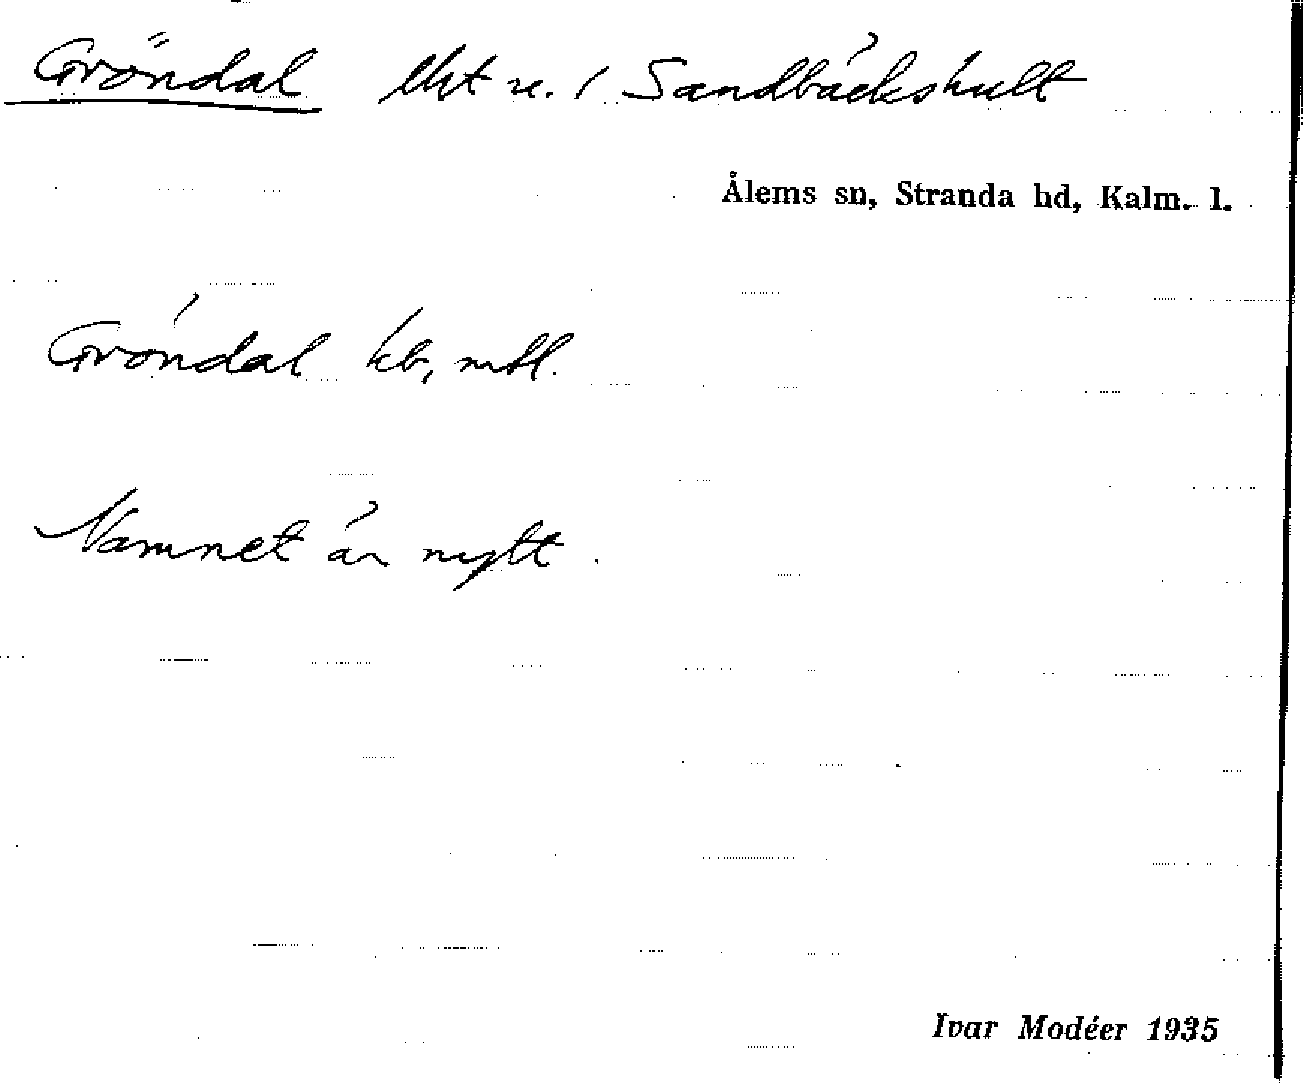 Gröndal lht u. 1 Sandbäckshult
Ålems sn, Stranda hd, Kalm. l.
Gröndal kb, mtl.
Namnet är nytt.
Ivar Modéer 1935